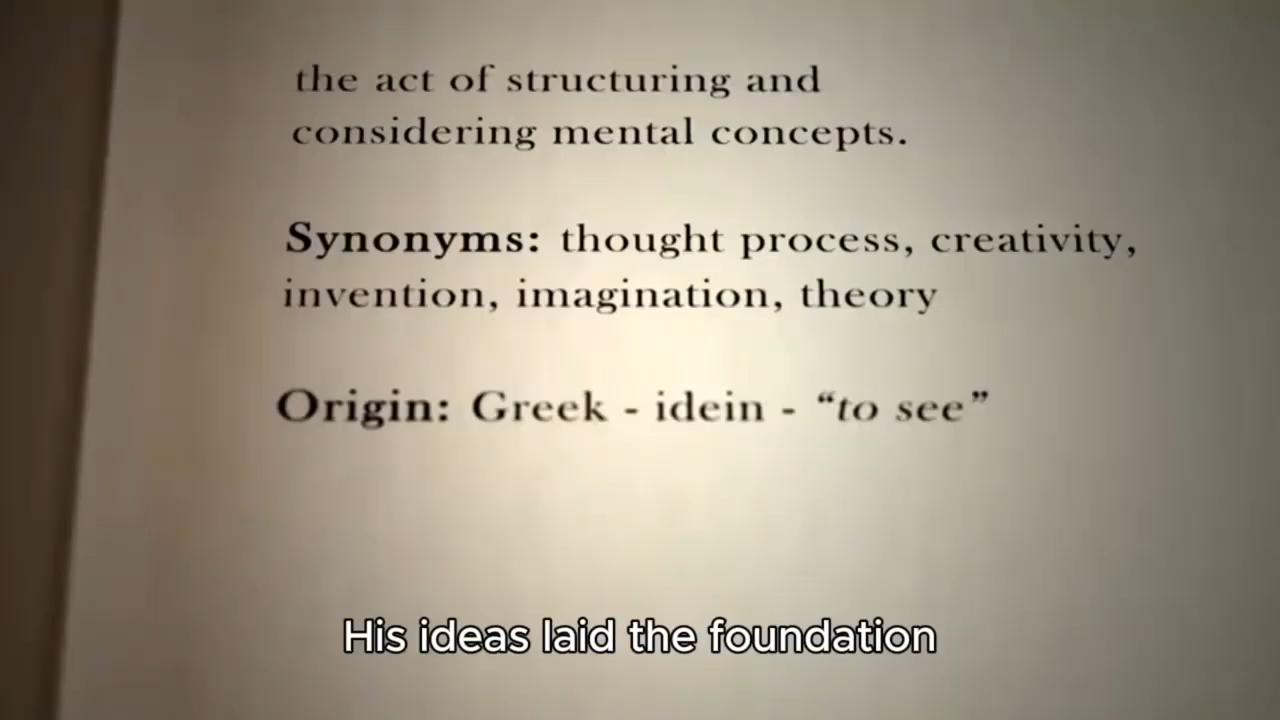 the act of structuring and
considering mental concepts.
Synonyms: thought process, creativity,
invention, imagination, theory
Origin: Greek - idein - “to see”
His ideas laid the foundation